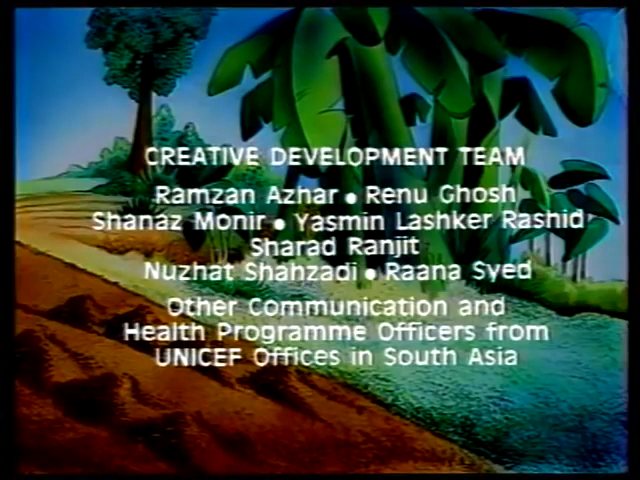 CREATIVE DEVELOPMENT TEAM
Ramzan Azhar • Renu Ghosh
Shanaz Monir • Yasmin Lashker Rashid
Sharad Ranjit
Nuzhat Shahzadi • Raana Syed
Other Communication and
Health Programme Officers from
UNICEF Offices in South Asia